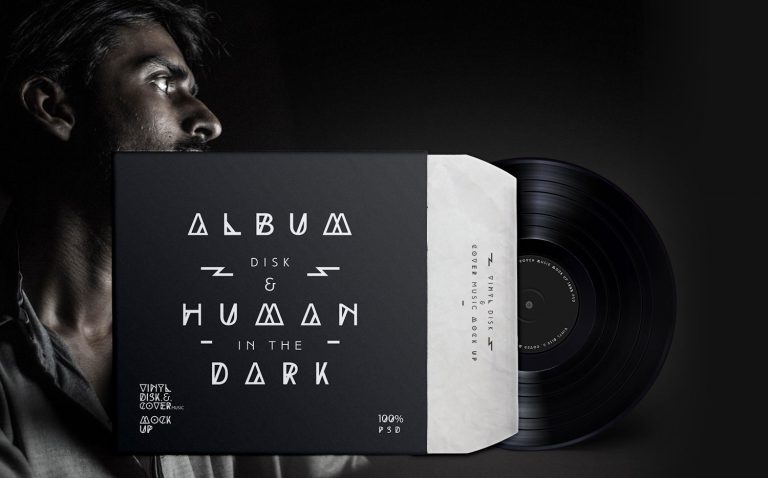 ALBUM
DISK
&
HUMAN
IN THE
DARK
VINYL
DISK &
COVER MUSIC
MOCK
UP
100%
PSD
VINYL DISK
&
COVER MUSIC MOCK UP